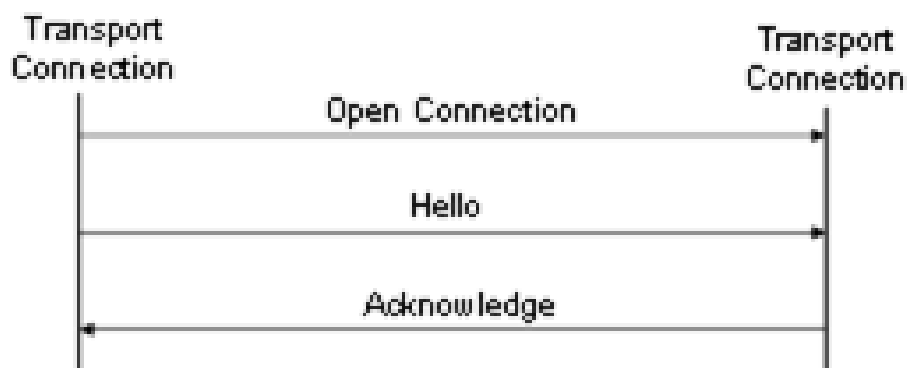 Transport
Connection
Transport
Connection
Open Connection
Hello
Acknowledge